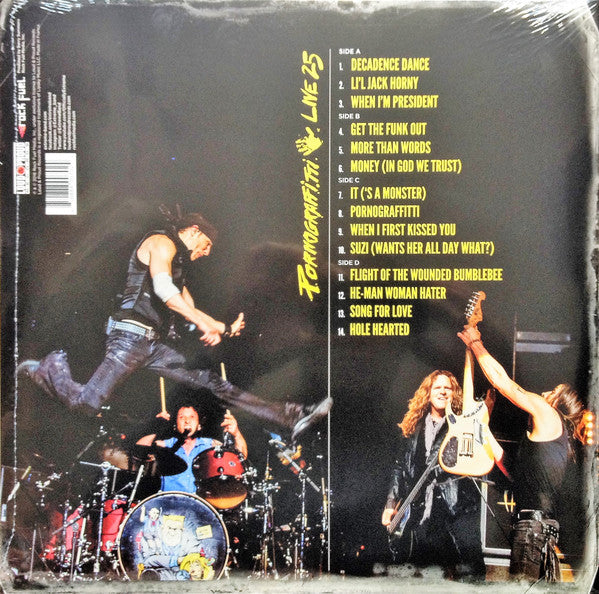 PORNOGRAFFITTI LIVE 25
SIDE A
1. DECADENCE DANCE
2. LI'L JACK HORNY
3. WHEN I'M PRESIDENT
SIDE B
4. GET THE FUNK OUT
5. MORE THAN WORDS
6. MONEY (IN GOD WE TRUST)
SIDE C
7. IT ('S A MONSTER)
8. PORNOGRAFFITTI
9. WHEN I FIRST KISSED YOU
10. SUZI (WANTS HER ALL DAY WHAT?)
SIDE D
11. FLIGHT OF THE WOUNDED BUMBLEBEE
12. HE-MAN WOMAN HATER
13. SONG FOR LOVE
14. HOLE HEARTED
LOUD & PROUD
ROCK FUEL